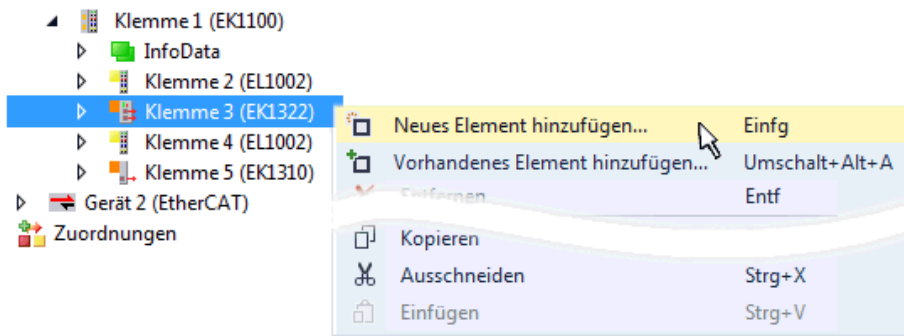 Klemme 1 (EK1100)
InfoData
Klemme 2 (EL1002)
Klemme 3 (EK1322)
Klemme 4 (EL1002)
Klemme 5 (EK1310)
Gerät 2 (EtherCAT)
Zuordnungen
Neues Element hinzufügen... Einfg
Vorhandenes Element hinzufügen... Umschalt+Alt+A
Entfernen Entf
Kopieren
Ausschneiden Strg+X
Einfügen Strg+V